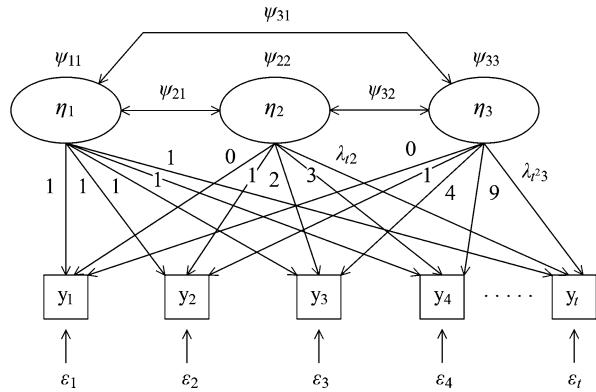 ψ31
ψ11 ψ22 ψ33
η1 ψ21 η2 ψ32 η3
1 0 λt2 0
1 1 1 1 1 2 3 1 4 9 λt²3
y1 y2 y3 y4 ..... yt
ε1 ε2 ε3 ε4 εt